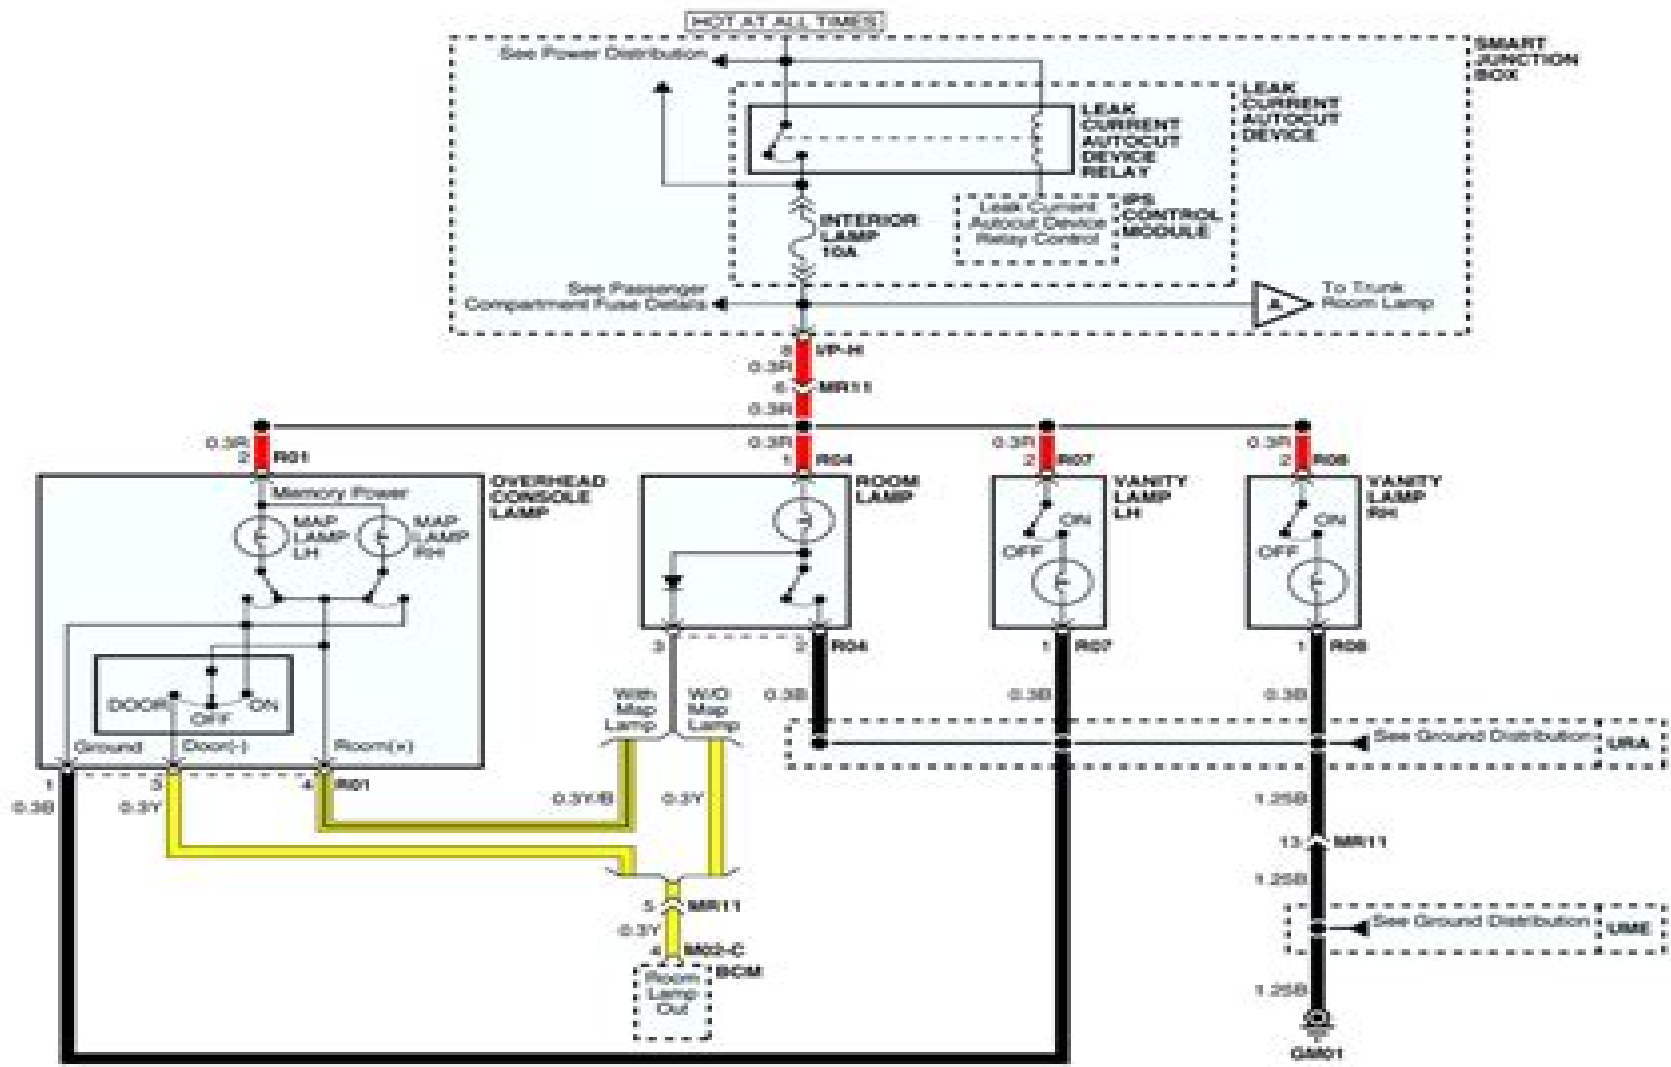 HOT AT ALL TIMES
See Power Distribution
SMART
JUNCTION
BOX
LEAK
CURRENT
AUTOCUT
DEVICE
LEAK
CURRENT
AUTOCUT
DEVICE
RELAY
Leak Current
Autocut Device
Relay Control
IPS
CONTROL
MODULE
INTERIOR
LAMP
10A
See Passenger
Compartment Fuse Details
A
To Trunk
Room Lamp
I/P-H
0.3R
6 MR11
0.3R
0.3R
2 R01
0.3R
1 R04
0.3R
2 R07
0.3R
2
OVERHEAD
CONSOLE
LAMP
Memory Power
MAP
LAMP
LH
MAP
LAMP
RH
ROOM
LAMP
VANITY
LAMP
LH
ON
OFF
VANITY
LAMP
RH
ON
OFF
3
2 R04
1 R07
1
DOOR
OFF
ON
Ground
Door(-)
Room(+)
1
3
4 R01
0.3B
0.3Y
With
Map
Lamp
W/O
Map
Lamp
0.3B
0.3B
0.3B
See Ground Distribution
URA
0.3Y/B
0.3Y
1.25B
13 MR11
1.25B
See Ground Distribution
UME
1.25B
GM01
5 MR11
0.3Y
4 M02-C
BCM
Room
Lamp
Out